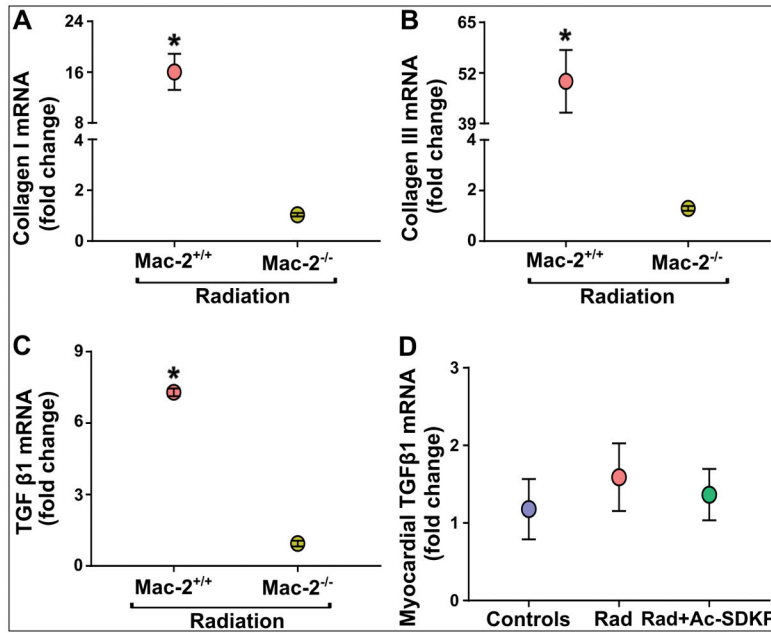 A
Collagen I mRNA
(fold change)
24
16
8
4
2
0
*
Mac-2+/+ Mac-2-/-
Radiation
B
Collagen III mRNA
(fold change)
65
52
39
4
2
0
*
Mac-2+/+ Mac-2-/-
Radiation
C
TGF β1 mRNA
(fold change)
9
6
3
0
*
Mac-2+/+ Mac-2-/-
Radiation
D
Myocardial TGFβ1 mRNA
(fold change)
3
2
1
0
Controls Rad Rad+Ac-SDKP